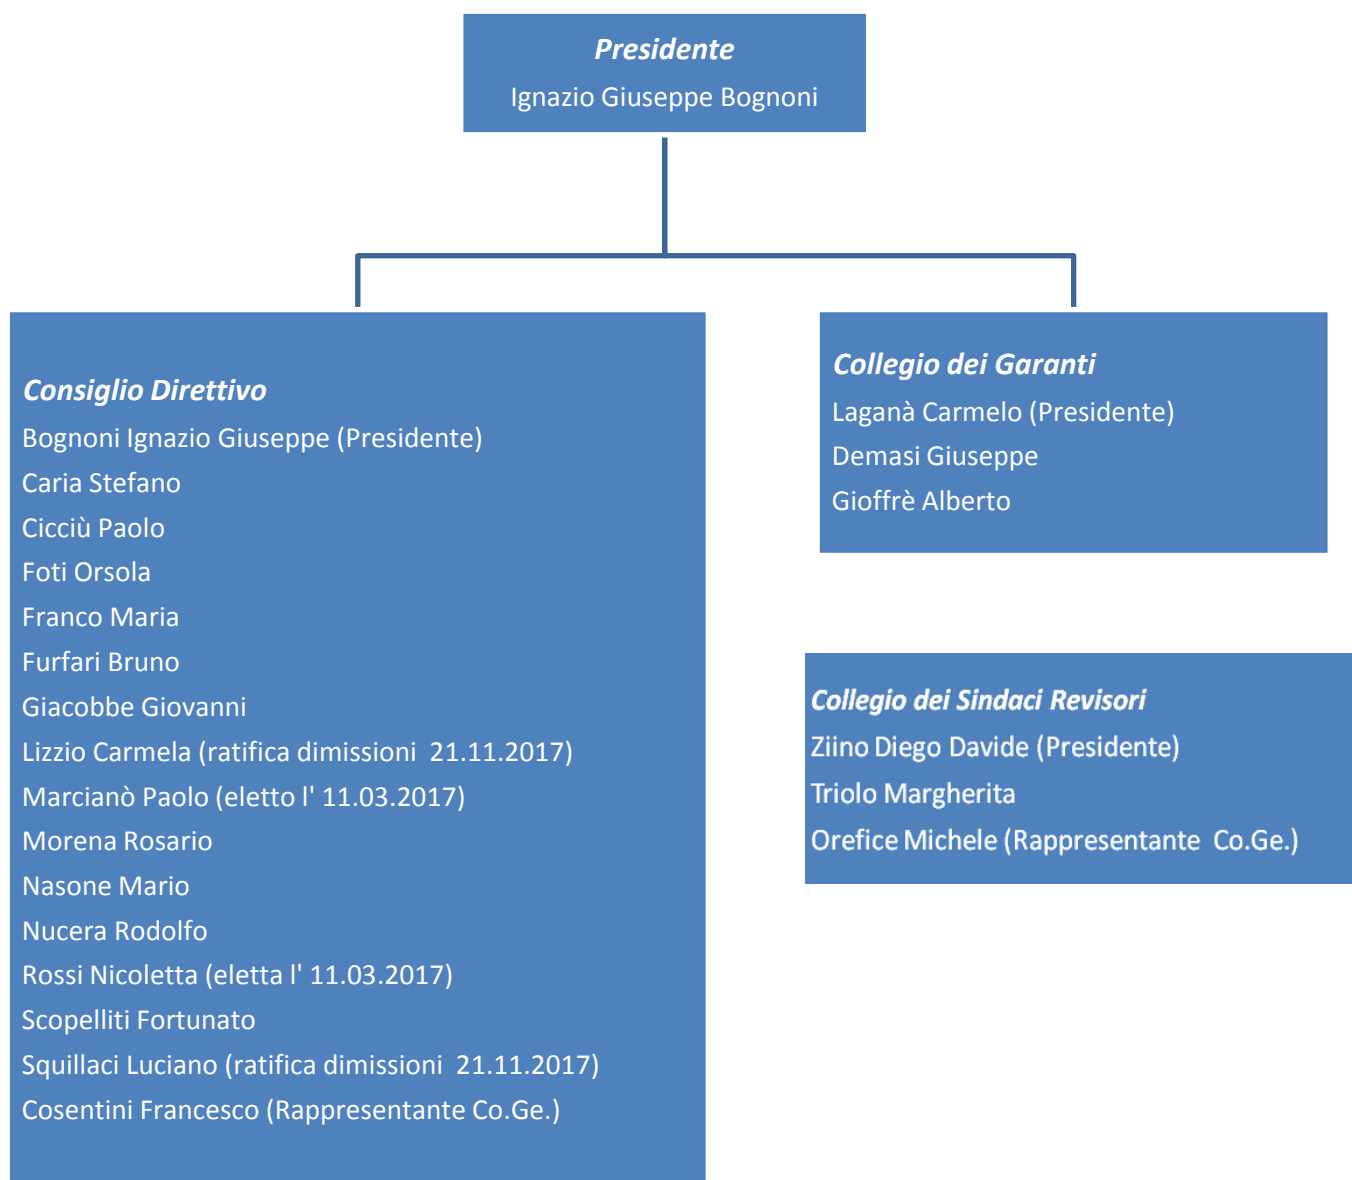 Presidente
Ignazio Giuseppe Bognoni
Consiglio Direttivo
Bognoni Ignazio Giuseppe (Presidente)
Caria Stefano
Cicciù Paolo
Foti Orsola
Franco Maria
Furfari Bruno
Giacobbe Giovanni
Lizzio Carmela (ratifica dimissioni  21.11.2017)
Marcianò Paolo (eletto l' 11.03.2017)
Morena Rosario
Nasone Mario
Nucera Rodolfo
Rossi Nicoletta (eletta l' 11.03.2017)
Scopelliti Fortunato
Squillaci Luciano (ratifica dimissioni  21.11.2017)
Cosentini Francesco (Rappresentante Co.Ge.)
Collegio dei Garanti
Laganà Carmelo (Presidente)
Demasi Giuseppe
Gioffrè Alberto
Collegio dei Sindaci Revisori
Ziino Diego Davide (Presidente)
Triolo Margherita
Orefice Michele (Rappresentante  Co.Ge.)